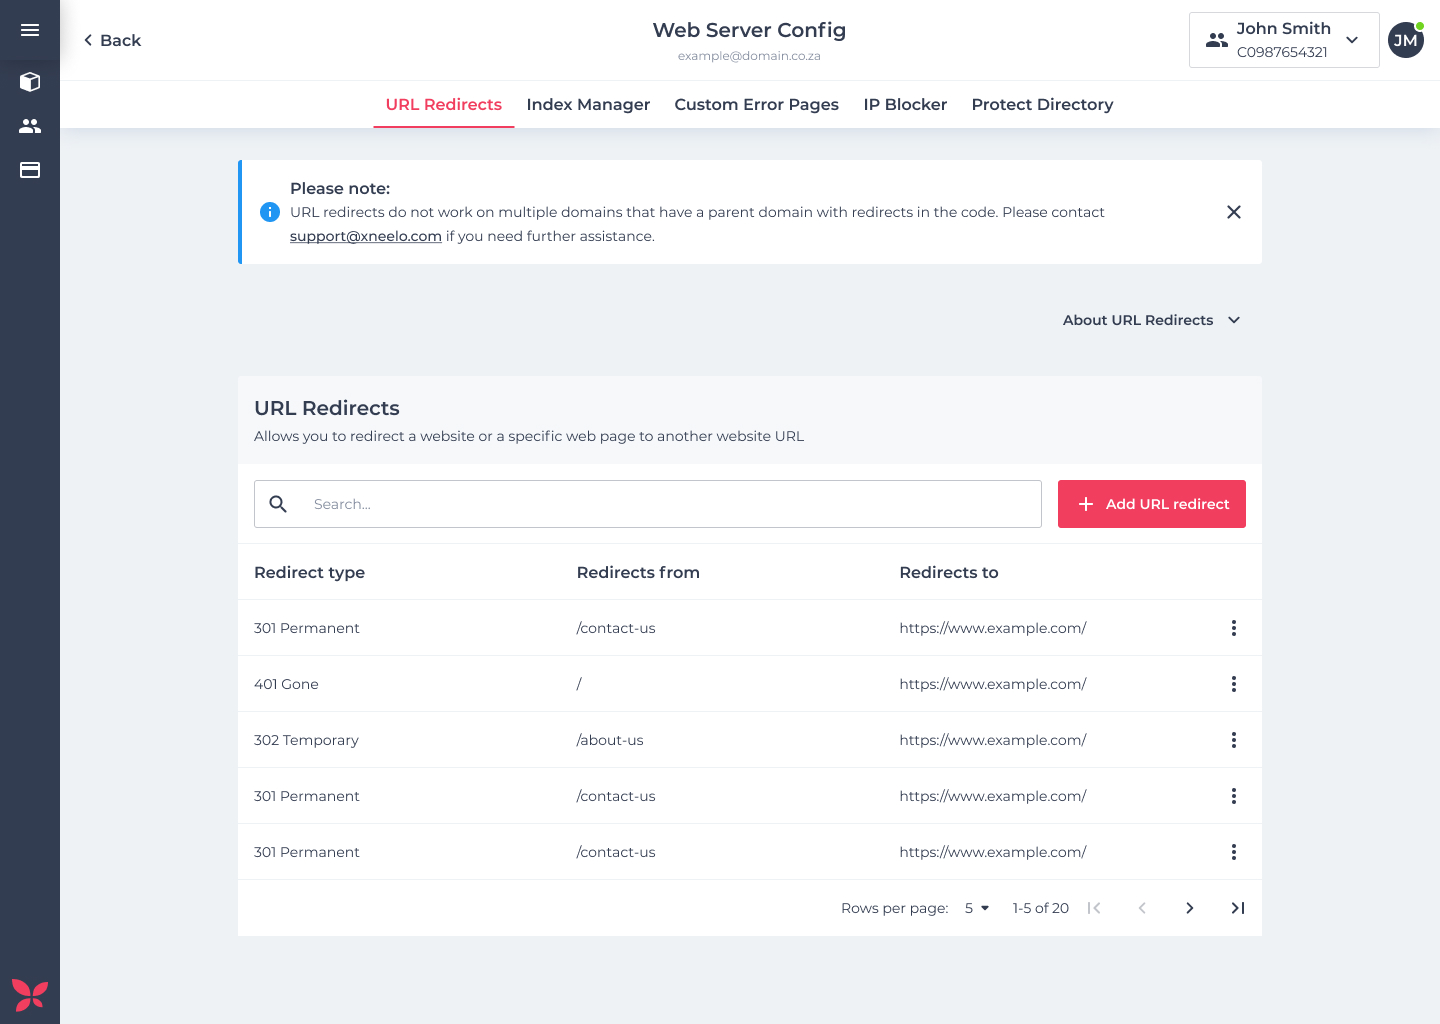 Back
Web Server Config
example@domain.co.za
John Smith
C0987654321
JM
URL Redirects
Index Manager
Custom Error Pages
IP Blocker
Protect Directory
Please note:
URL redirects do not work on multiple domains that have a parent domain with redirects in the code. Please contact
support@xneelo.com if you need further assistance.
About URL Redirects
URL Redirects
Allows you to redirect a website or a specific web page to another website URL
Search...
Add URL redirect
Redirect type Redirects from Redirects to
301 Permanent /contact-us https://www.example.com/
401 Gone / https://www.example.com/
302 Temporary /about-us https://www.example.com/
301 Permanent /contact-us https://www.example.com/
301 Permanent /contact-us https://www.example.com/
Rows per page: 5 1-5 of 20